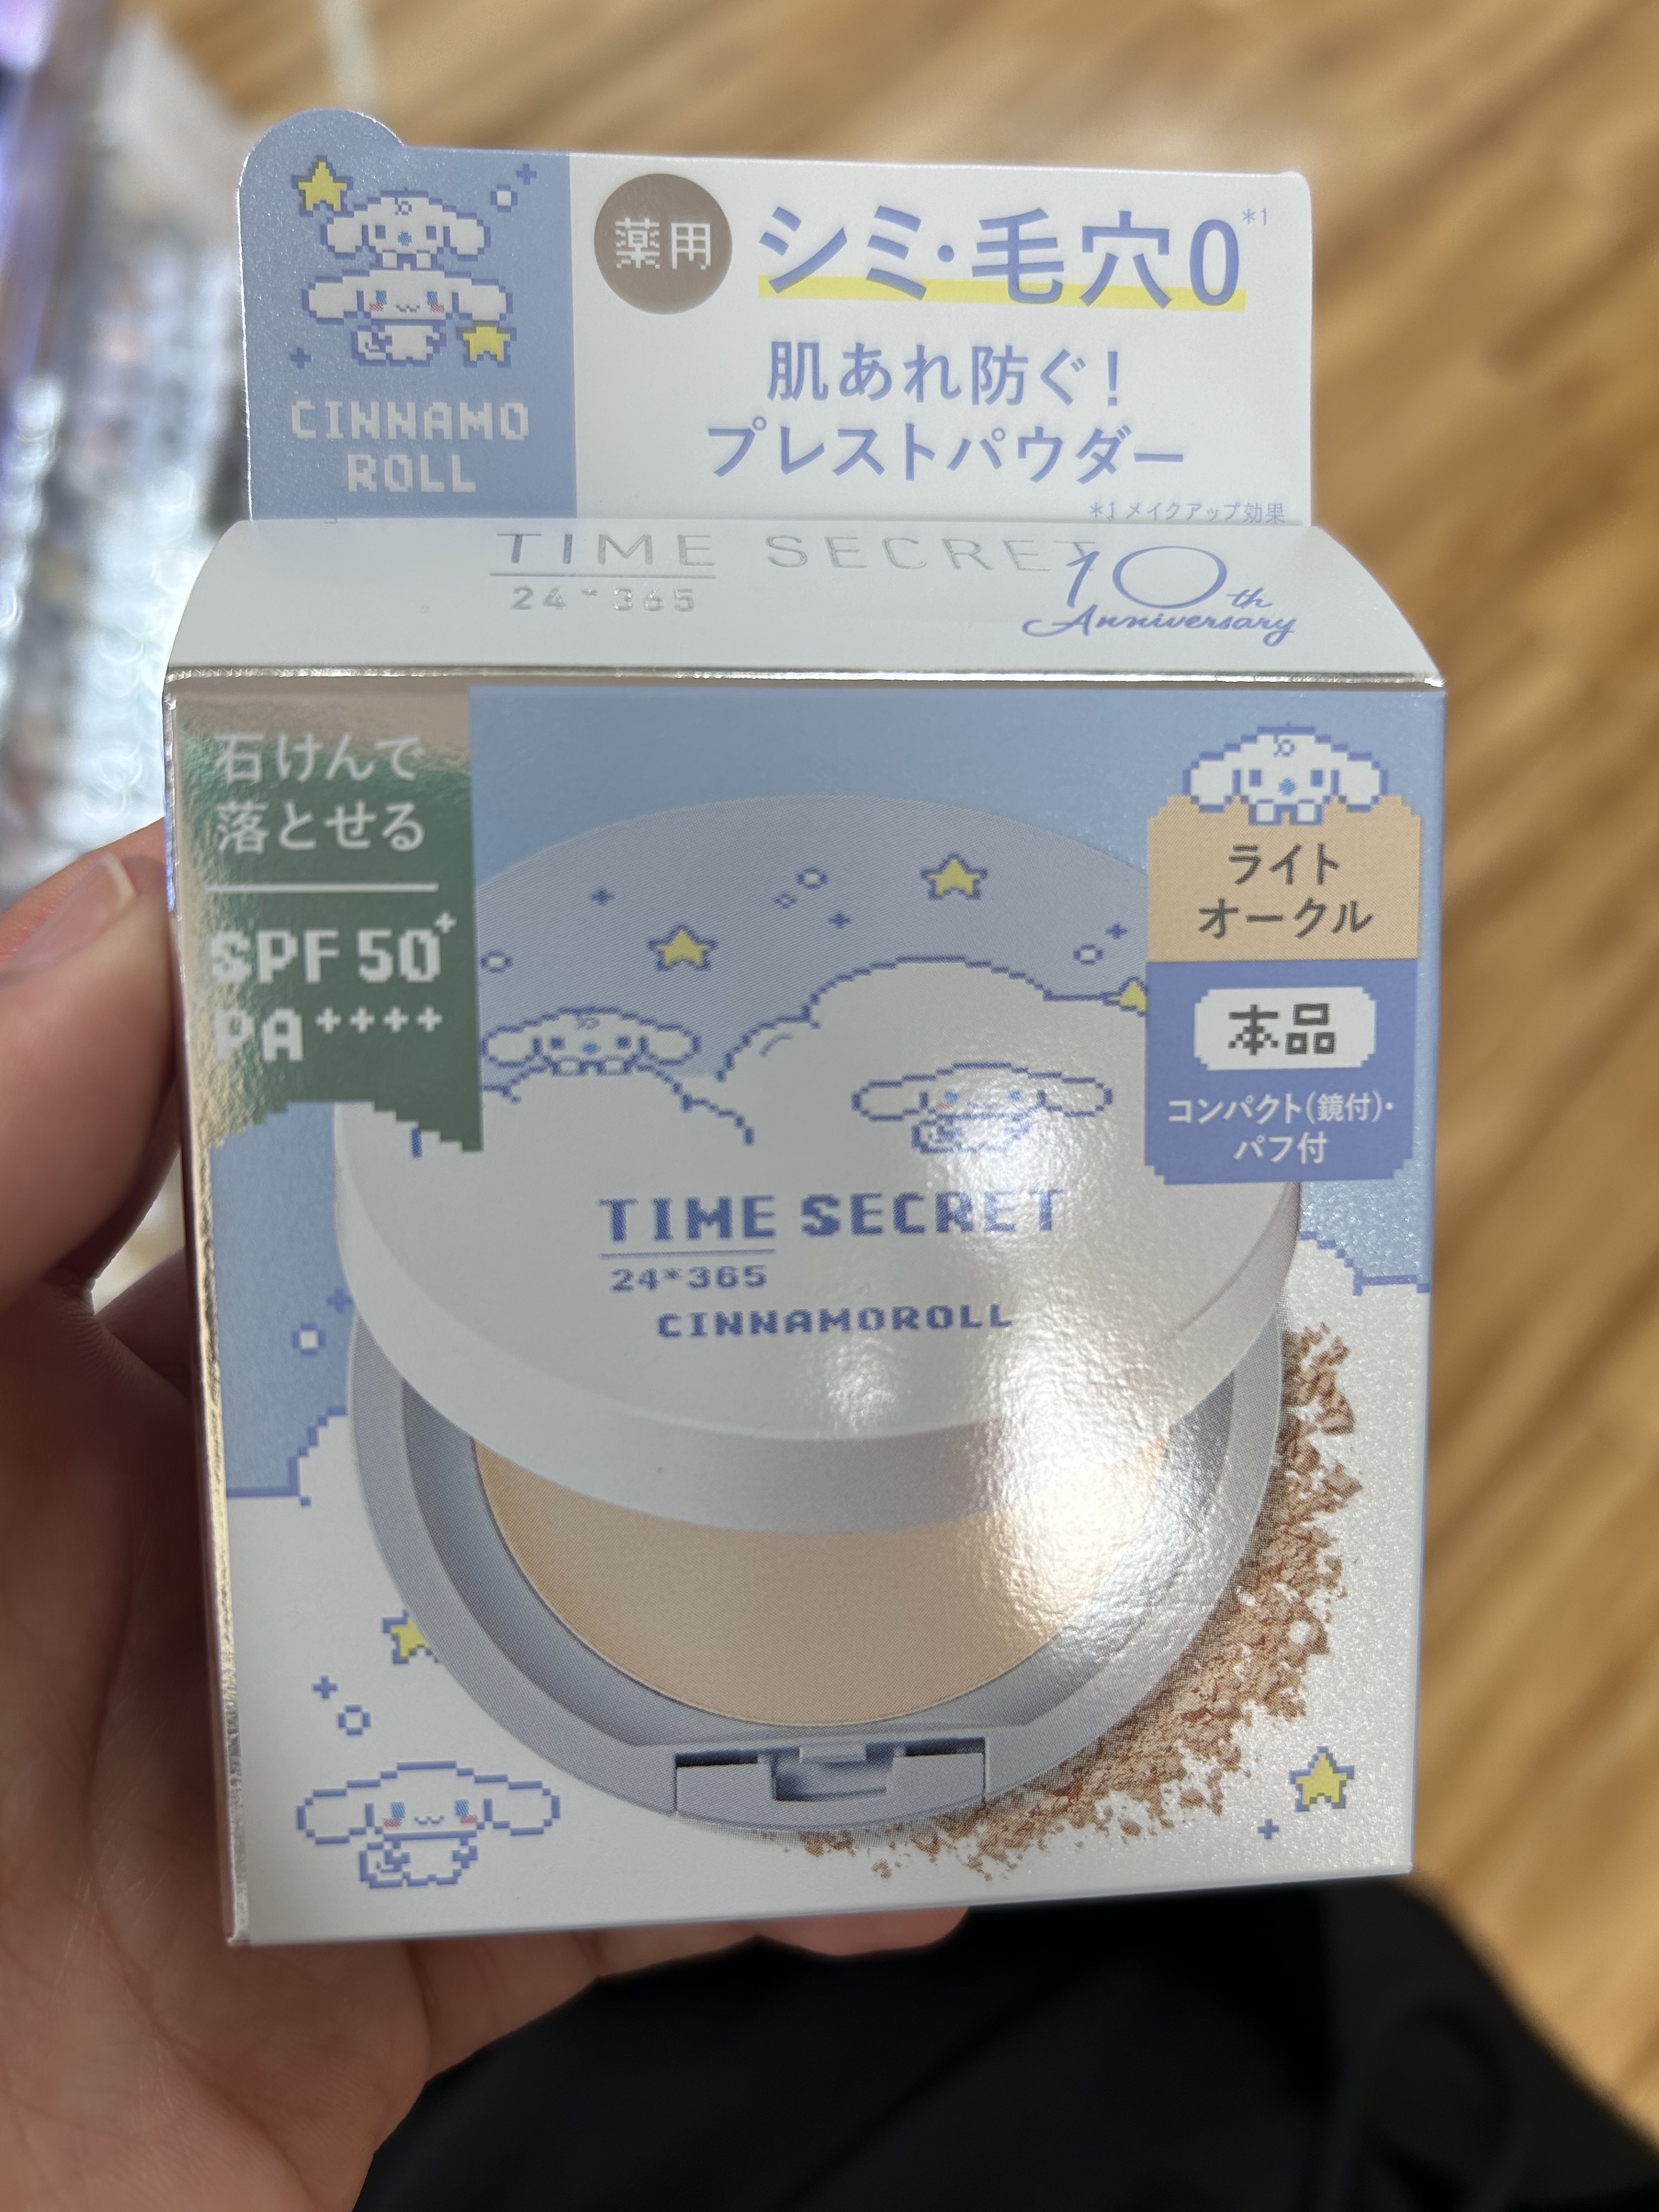 CINNAMO
ROLL
薬用
シミ・毛穴0*1
肌あれ防ぐ!
プレストパウダー
*1 メイクアップ効果
TIME SECRET
24*365
10th
Anniversary
石けんで
落とせる
SPF50+
PA++++
ライト
オークル
本品
コンパクト(鏡付)・
パフ付
TIME SECRET
24*365
CINNAMOROLL